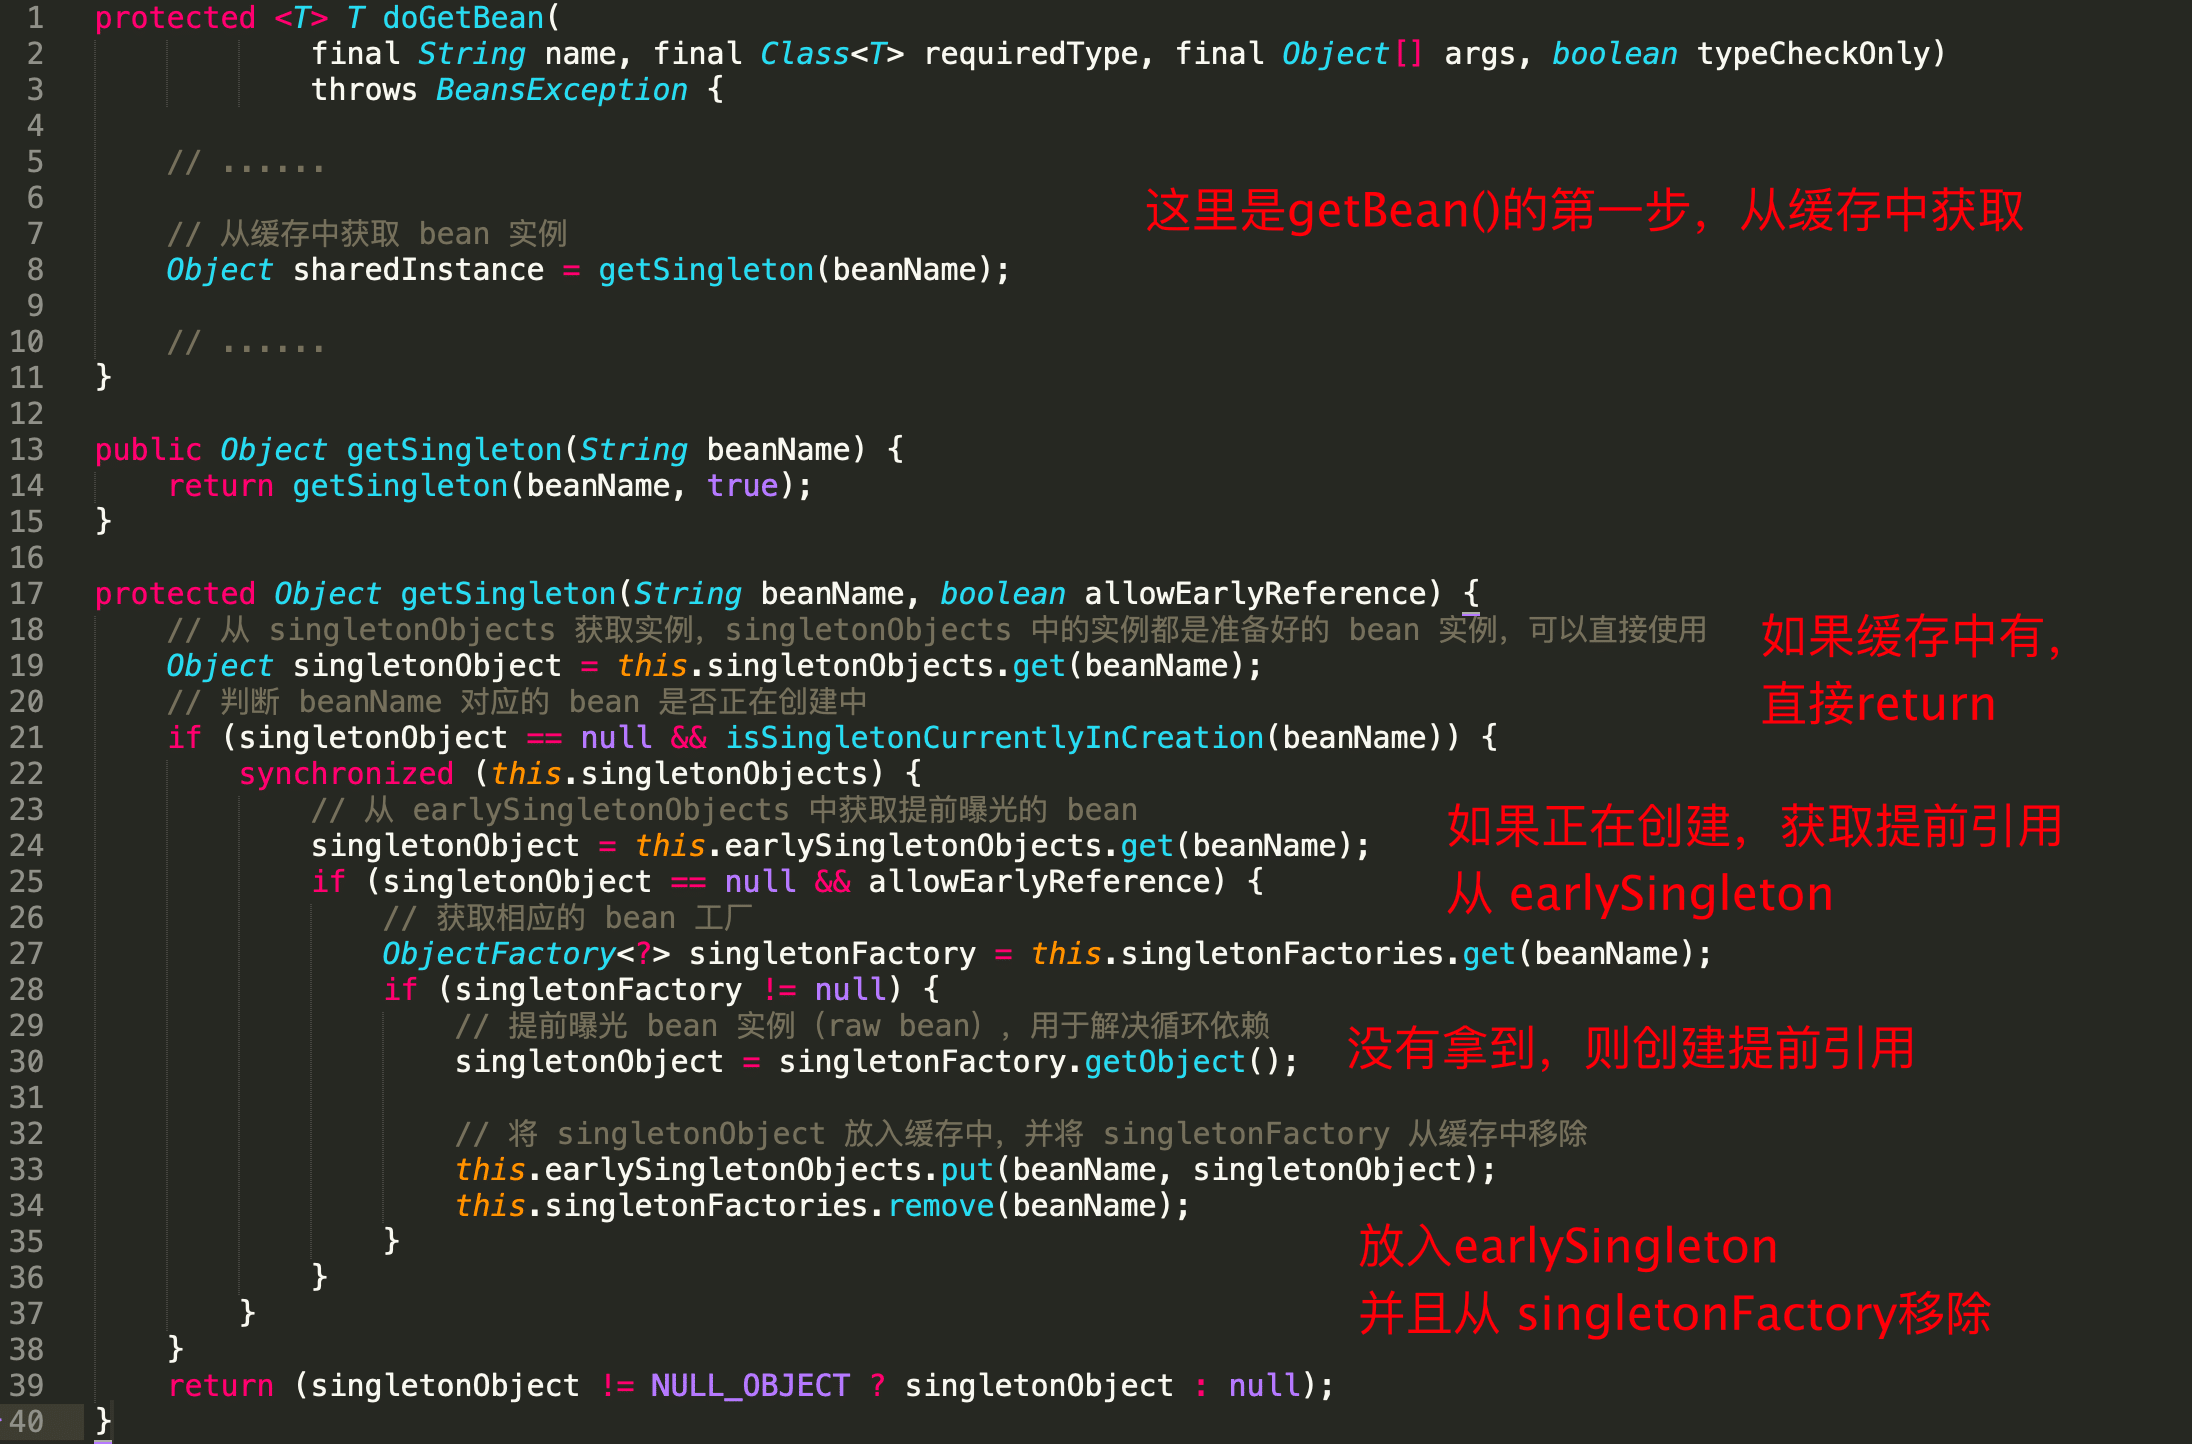 1 protected <T> T doGetBean(
2 final String name, final Class<T> requiredType, final Object[] args, boolean typeCheckOnly)
3 throws BeansException {
4
5 // ......
6
这里是getBean()的第一步，从缓存中获取
7 // 从缓存中获取 bean 实例
8 Object sharedInstance = getSingleton(beanName);
9
10 // ......
11 }
12
13 public Object getSingleton(String beanName) {
14 return getSingleton(beanName, true);
15 }
16
17 protected Object getSingleton(String beanName, boolean allowEarlyReference) {
18 // 从 singletonObjects 获取实例，singletonObjects 中的实例都是准备好的 bean 实例，可以直接使用
如果缓存中有，
19 Object singletonObject = this.singletonObjects.get(beanName);
20 // 判断 beanName 对应的 bean 是否正在创建中
直接return
21 if (singletonObject == null && isSingletonCurrentlyInCreation(beanName)) {
22 synchronized (this.singletonObjects) {
23 // 从 earlySingletonObjects 中获取提前曝光的 bean
如果正在创建，获取提前引用
24 singletonObject = this.earlySingletonObjects.get(beanName);
25 if (singletonObject == null && allowEarlyReference) {
从 earlySingleton
26 // 获取相应的 bean 工厂
27 ObjectFactory<?> singletonFactory = this.singletonFactories.get(beanName);
28 if (singletonFactory != null) {
29 // 提前曝光 bean 实例（raw bean），用于解决循环依赖
没有拿到，则创建提前引用
30 singletonObject = singletonFactory.getObject();
31
32 // 将 singletonObject 放入缓存中，并将 singletonFactory 从缓存中移除
33 this.earlySingletonObjects.put(beanName, singletonObject);
34 this.singletonFactories.remove(beanName);
35 }
放入earlySingleton
36 }
37 }
并且从 singletonFactory移除
38 }
39 return (singletonObject != NULL_OBJECT ? singletonObject : null);
40 }